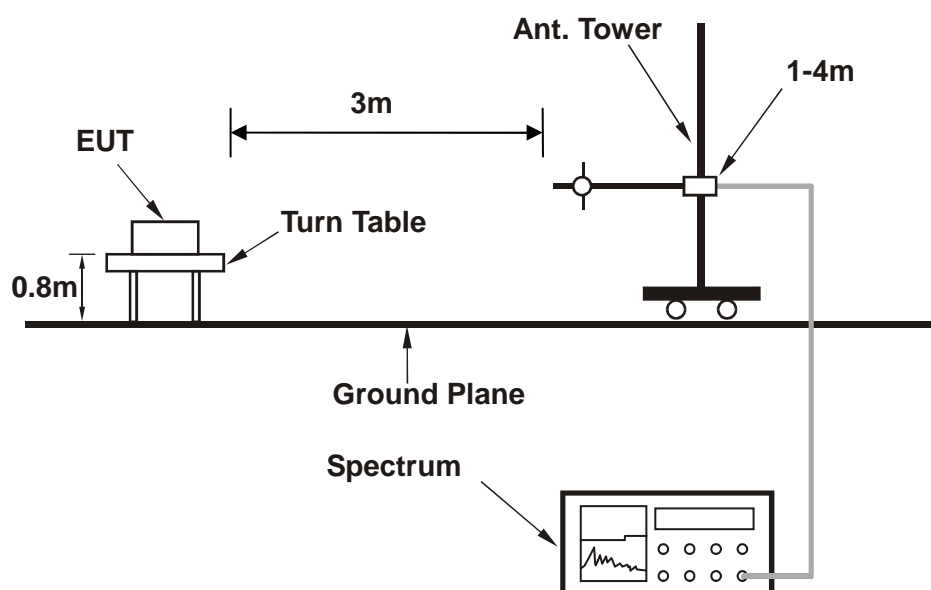 Ant. Tower
1-4m
3m
EUT
Turn Table
0.8m
Ground Plane
Spectrum